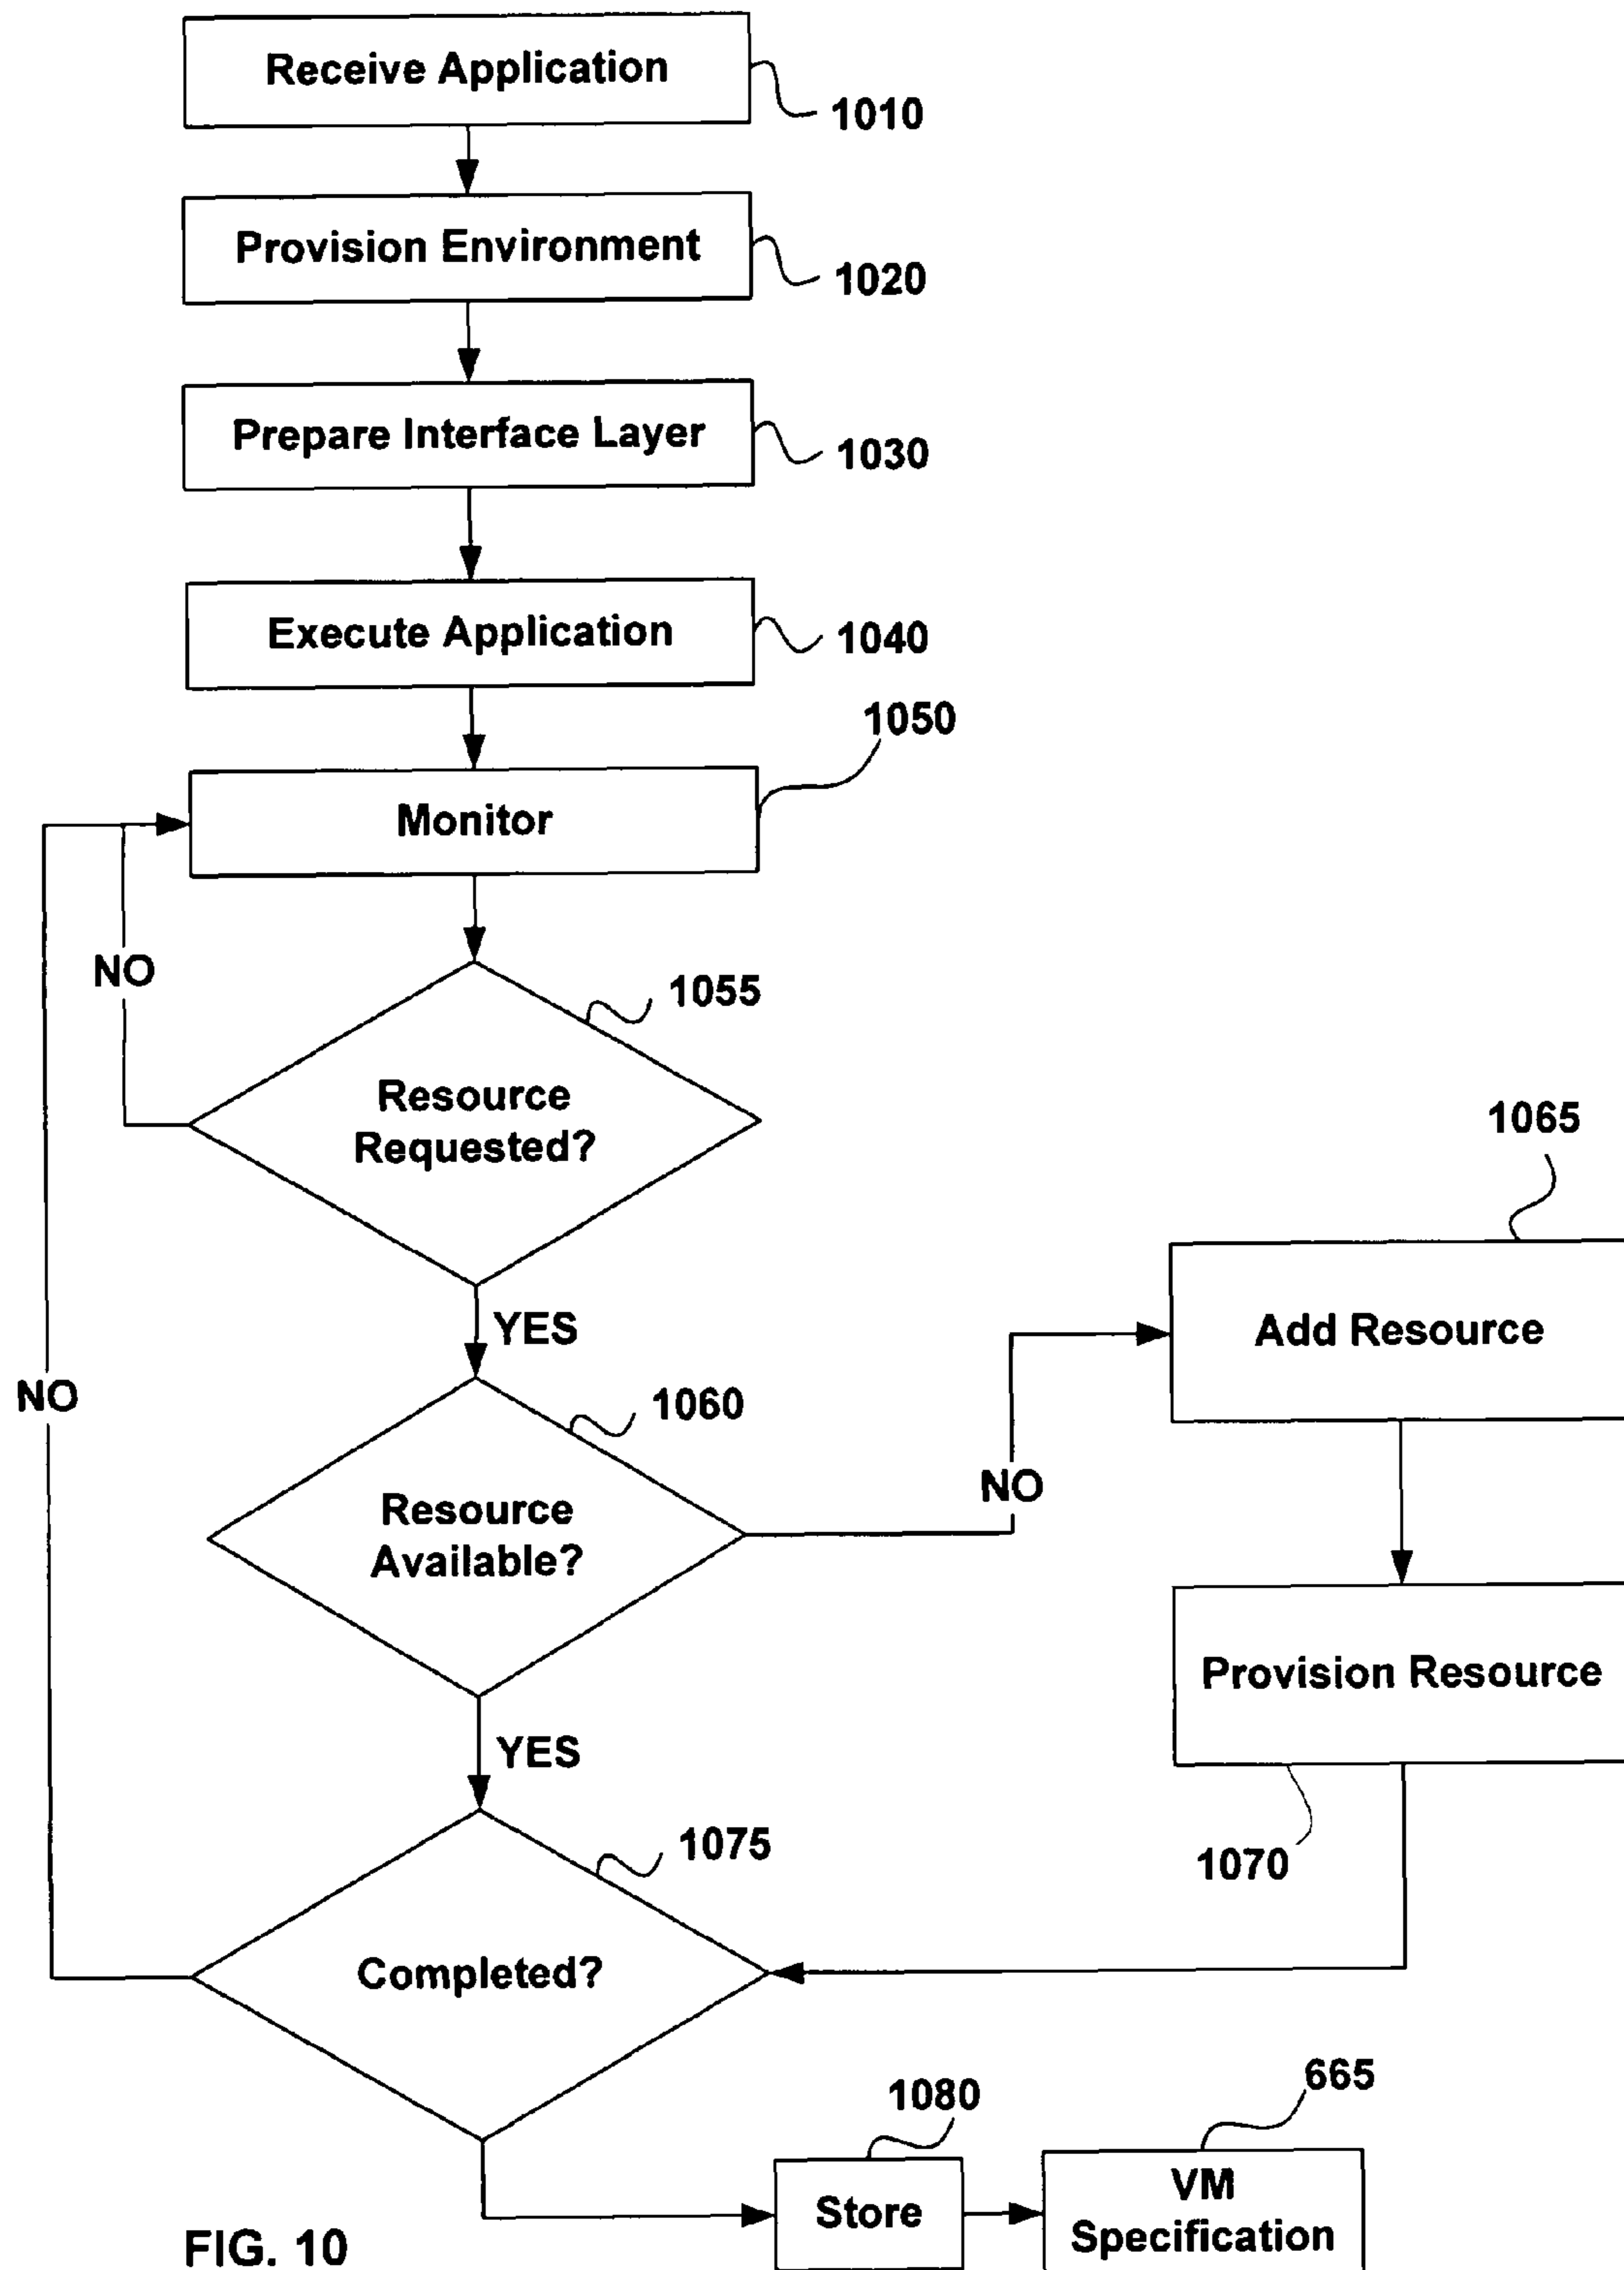 Receive Application
1010
Provision Environment
1020
Prepare Interface Layer
1030
Execute Application
1040
1050
Monitor
NO
1055
Resource
Requested?
1065
YES
Add Resource
NO
1060
NO
Resource
Available?
Provision Resource
YES
1075
1070
Completed?
1080
665
Store
VM
Specification
FIG. 10